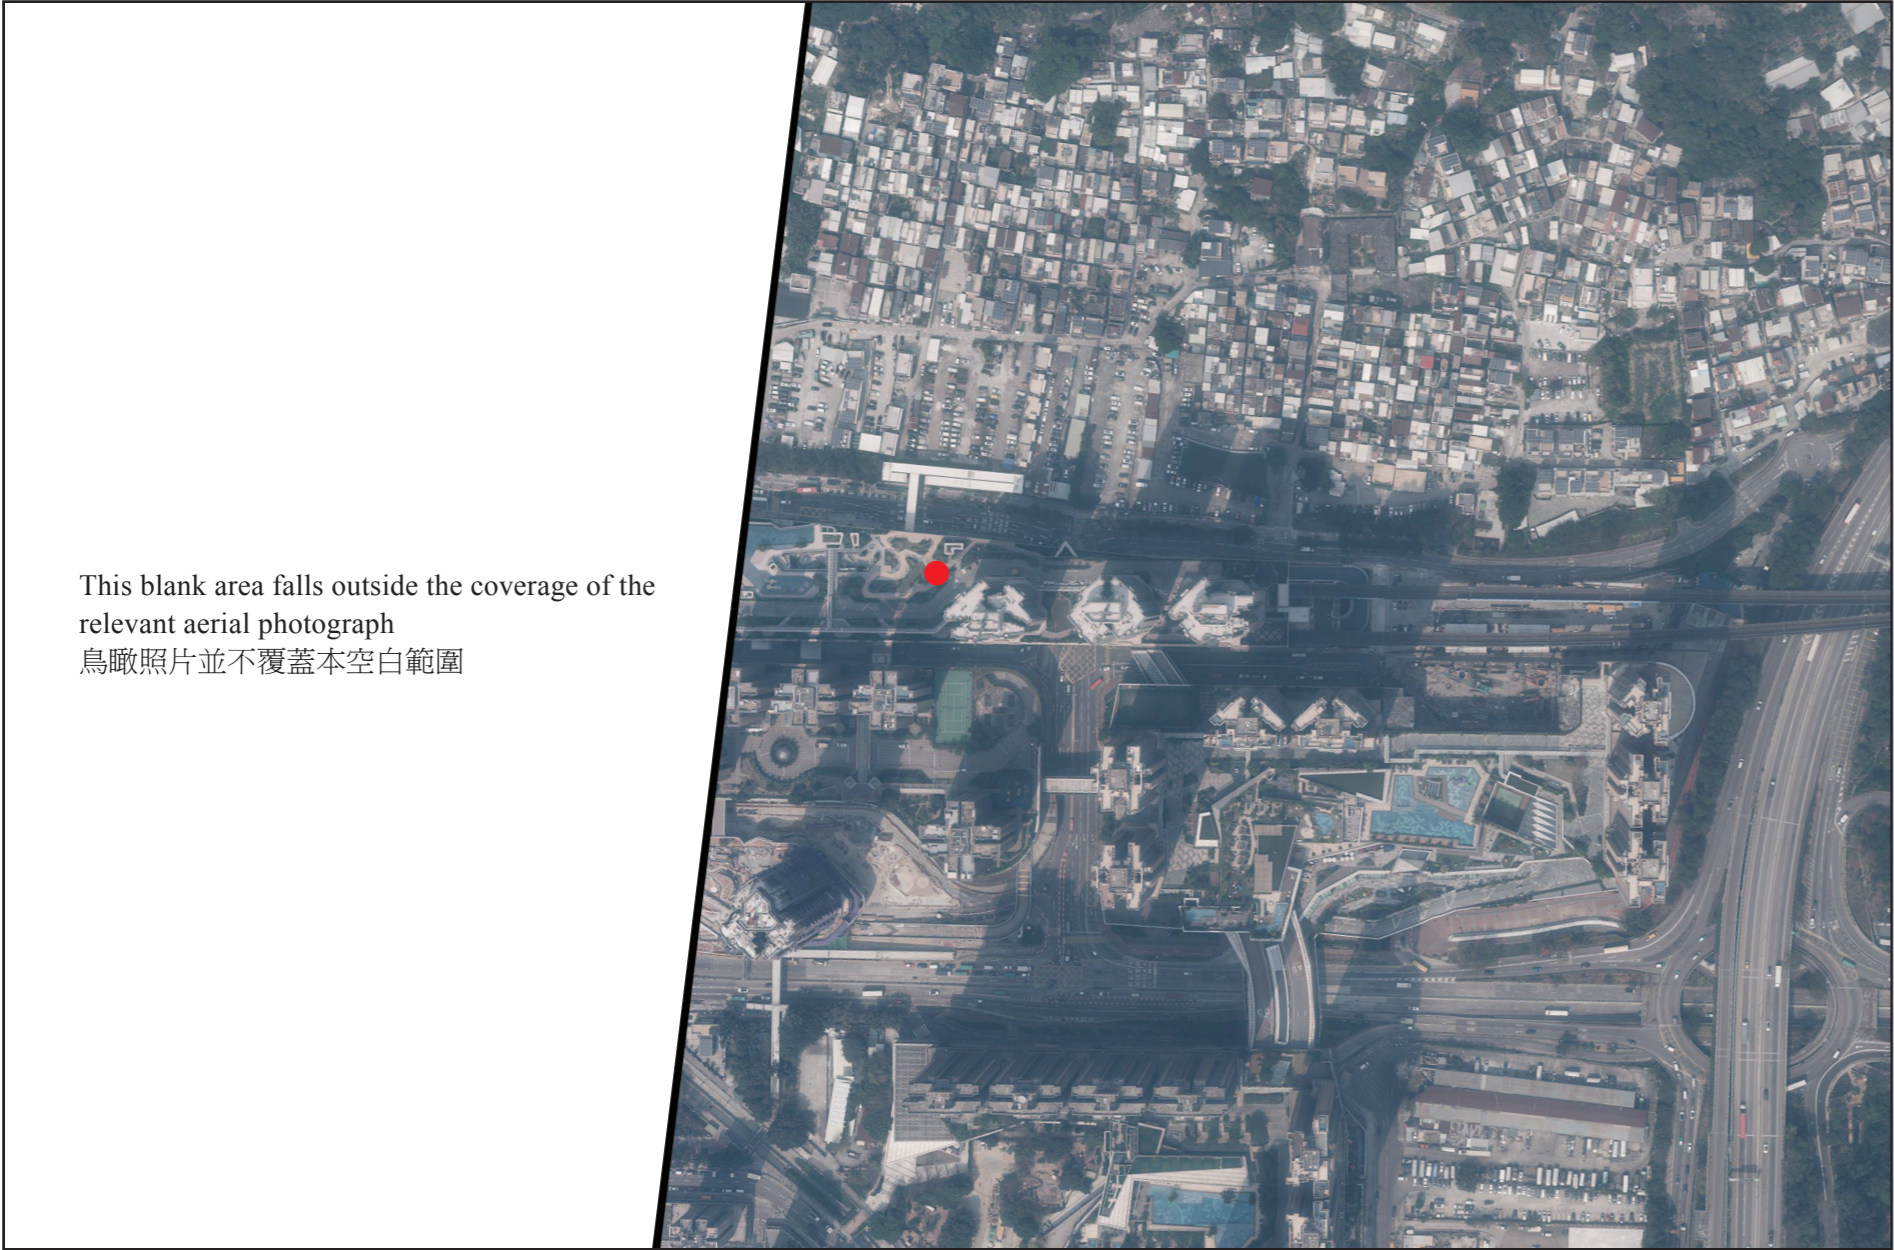 This blank area falls outside the coverage of the
relevant aerial photograph
鳥瞰照片並不覆蓋本空白範圍